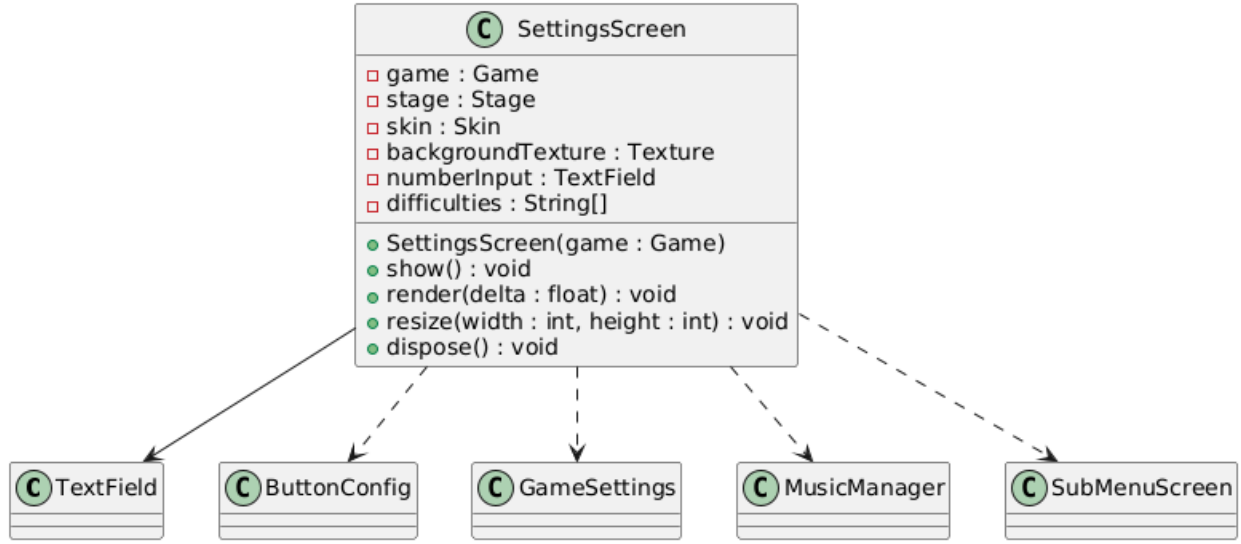 C SettingsScreen
game : Game
stage : Stage
skin : Skin
backgroundTexture : Texture
numberInput : TextField
difficulties : String[]
SettingsScreen(game : Game)
show() : void
render(delta : float) : void
resize(width : int, height : int) : void
dispose() : void
C TextField
C ButtonConfig
C GameSettings
C MusicManager
C SubMenuScreen